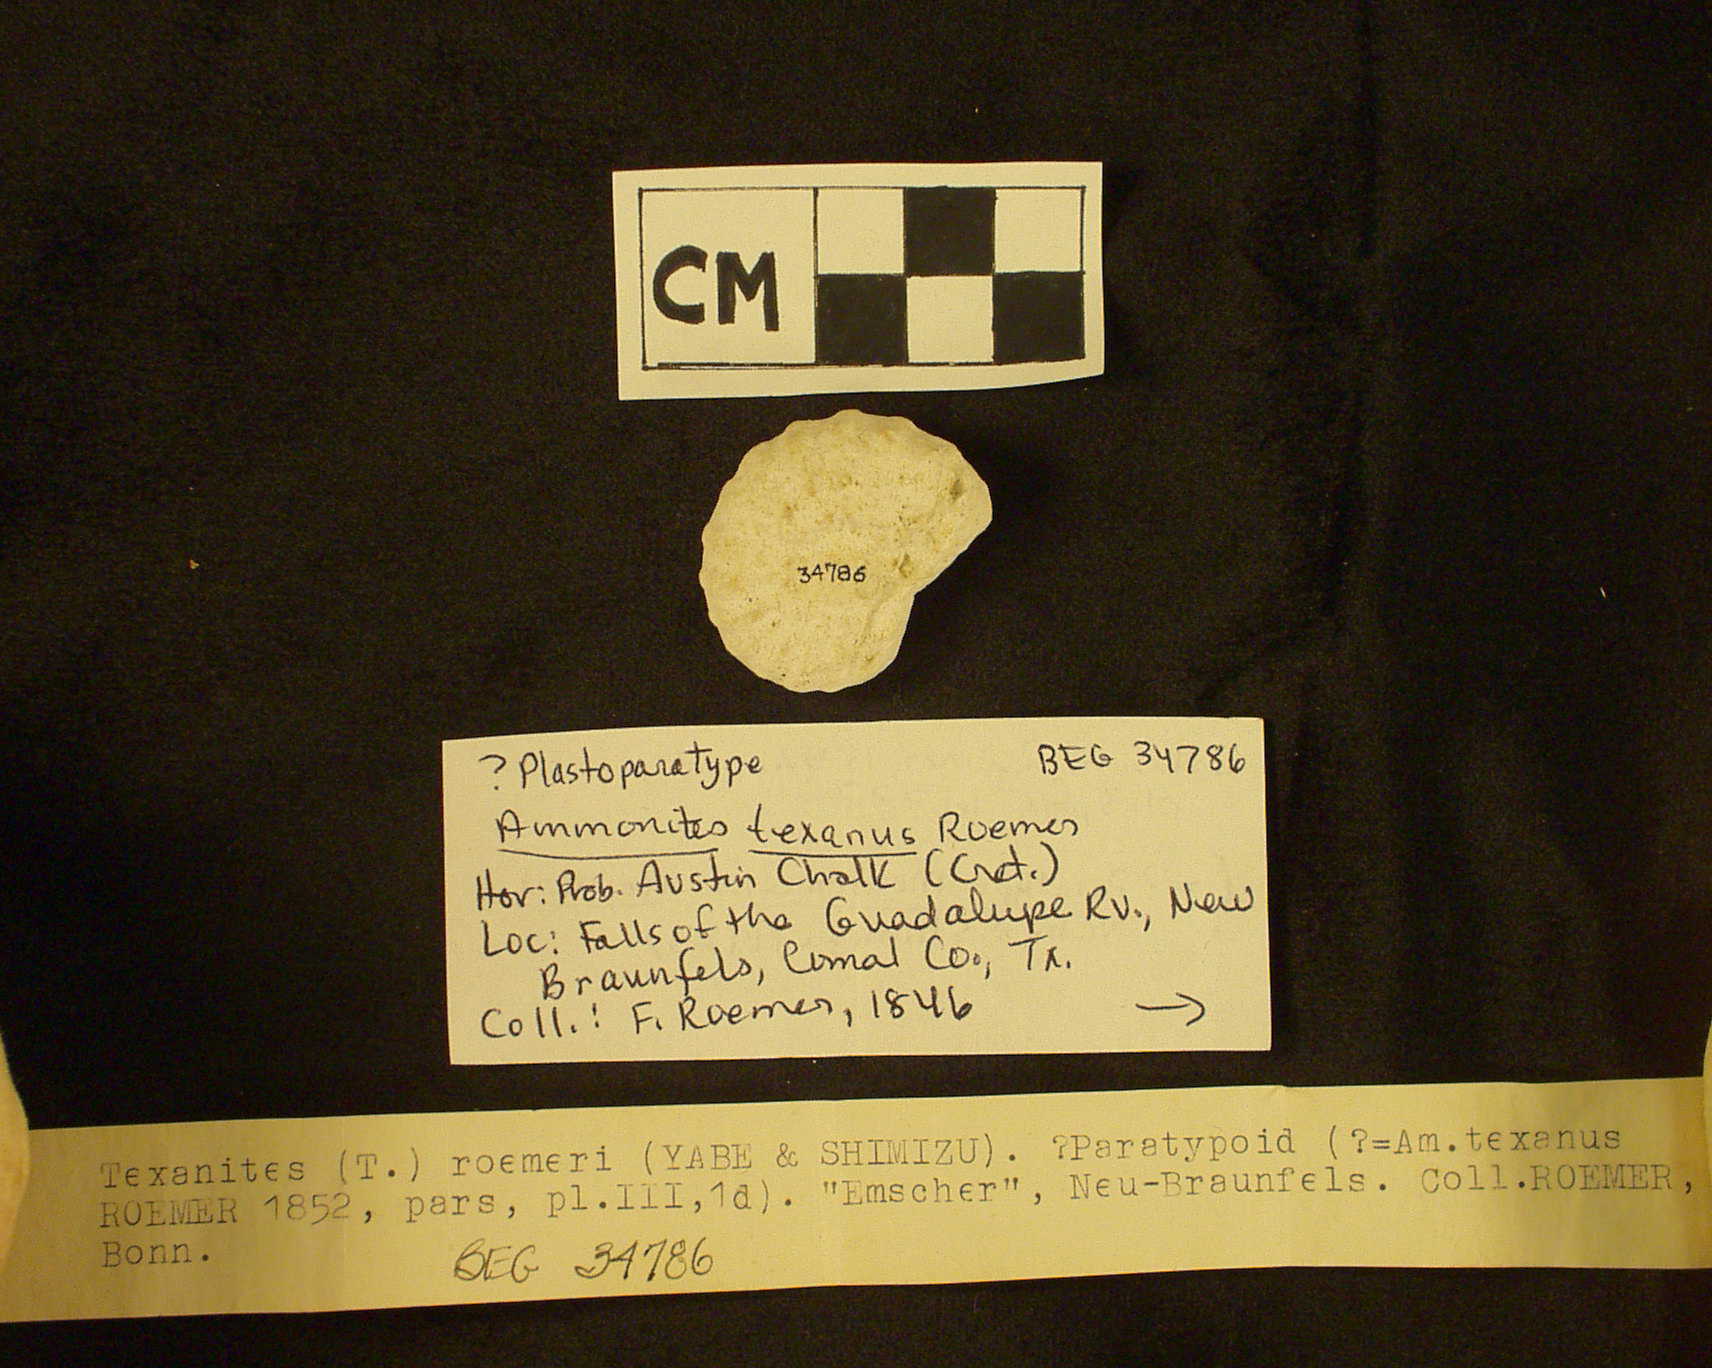 CM
34786
? Plastoparatype BEG 34786
Ammonites texanus Roemer
Hor: Prob. Austin Chalk (Cret.)
Loc: Falls of the Guadalupe Rv., New
Braunfels, Comal Co., Tx.
Coll.: F. Roemer, 1846 →
Texanites (T.) roemeri (YABE & SHIMIZU). ?Paratypoid (?=Am.texanus
ROEMER 1852, pars, pl.III,1d). "Emscher", Neu-Braunfels. Coll.ROEMER,
Bonn.
BEG 34786